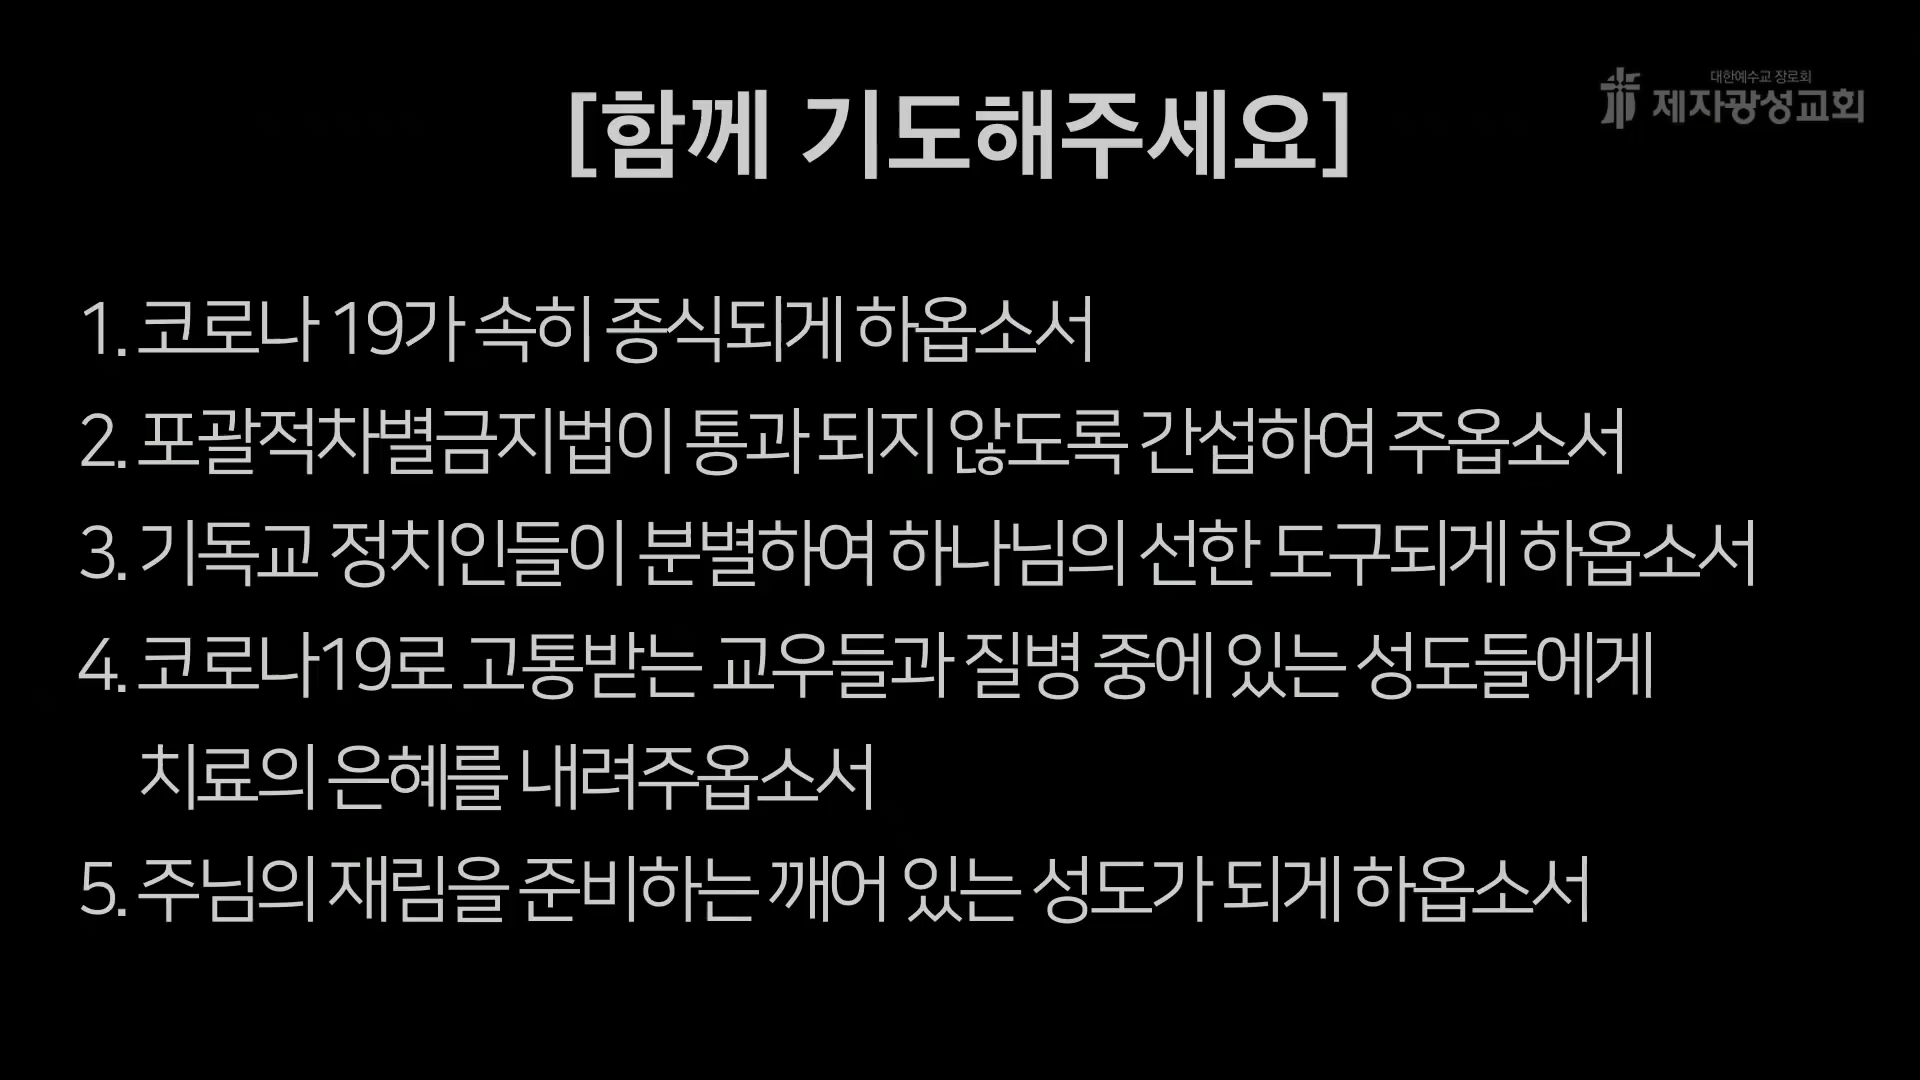 대한예수교 장로회
제자광성교회
[함께 기도해주세요]
1. 코로나 19가 속히 종식되게 하옵소서
2. 포괄적차별금지법이 통과 되지 않도록 간섭하여 주옵소서
3. 기독교 정치인들이 분별하여 하나님의 선한 도구되게 하옵소서
4. 코로나19로 고통받는 교우들과 질병 중에 있는 성도들에게
치료의 은혜를 내려주옵소서
5. 주님의 재림을 준비하는 깨어 있는 성도가 되게 하옵소서